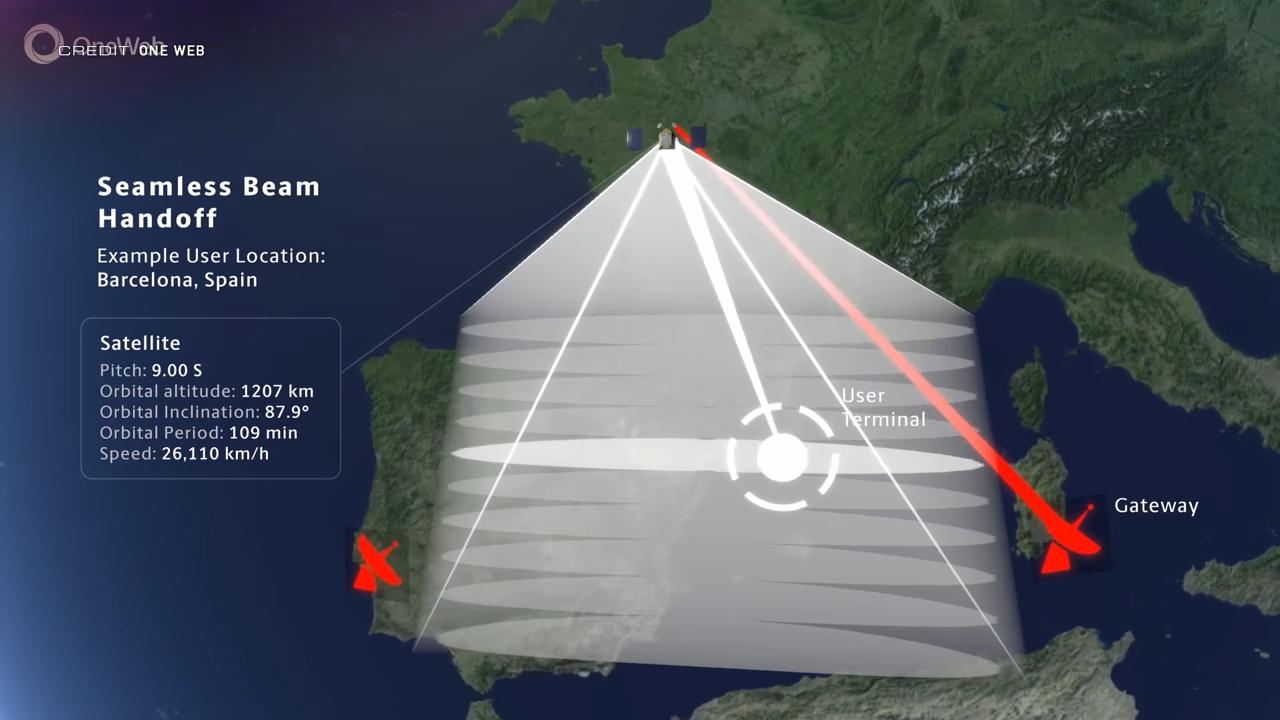 OneWeb
CREDIT ONE WEB
Seamless Beam
Handoff
Example User Location:
Barcelona, Spain
Satellite
Pitch: 9.00 S
Orbital altitude: 1207 km
Orbital Inclination: 87.9°
Orbital Period: 109 min
Speed: 26,110 km/h
User
Terminal
Gateway